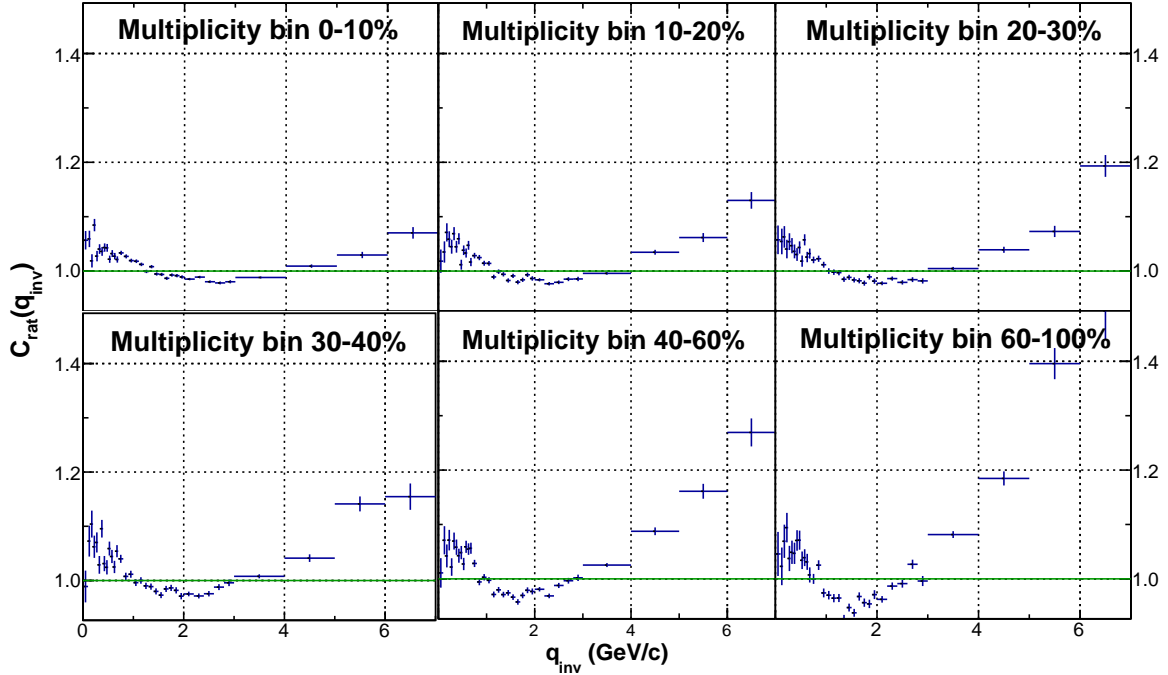 Multiplicity bin 0-10%
Multiplicity bin 10-20%
Multiplicity bin 20-30%
1.4
1.4
1.2
1.2
1.0
1.0
C_rat(q_inv)
Multiplicity bin 30-40%
Multiplicity bin 40-60%
Multiplicity bin 60-100%
1.4
1.4
1.2
1.2
1.0
1.0
0 2 4 6 2 4 6 2 4 6
q_inv (GeV/c)